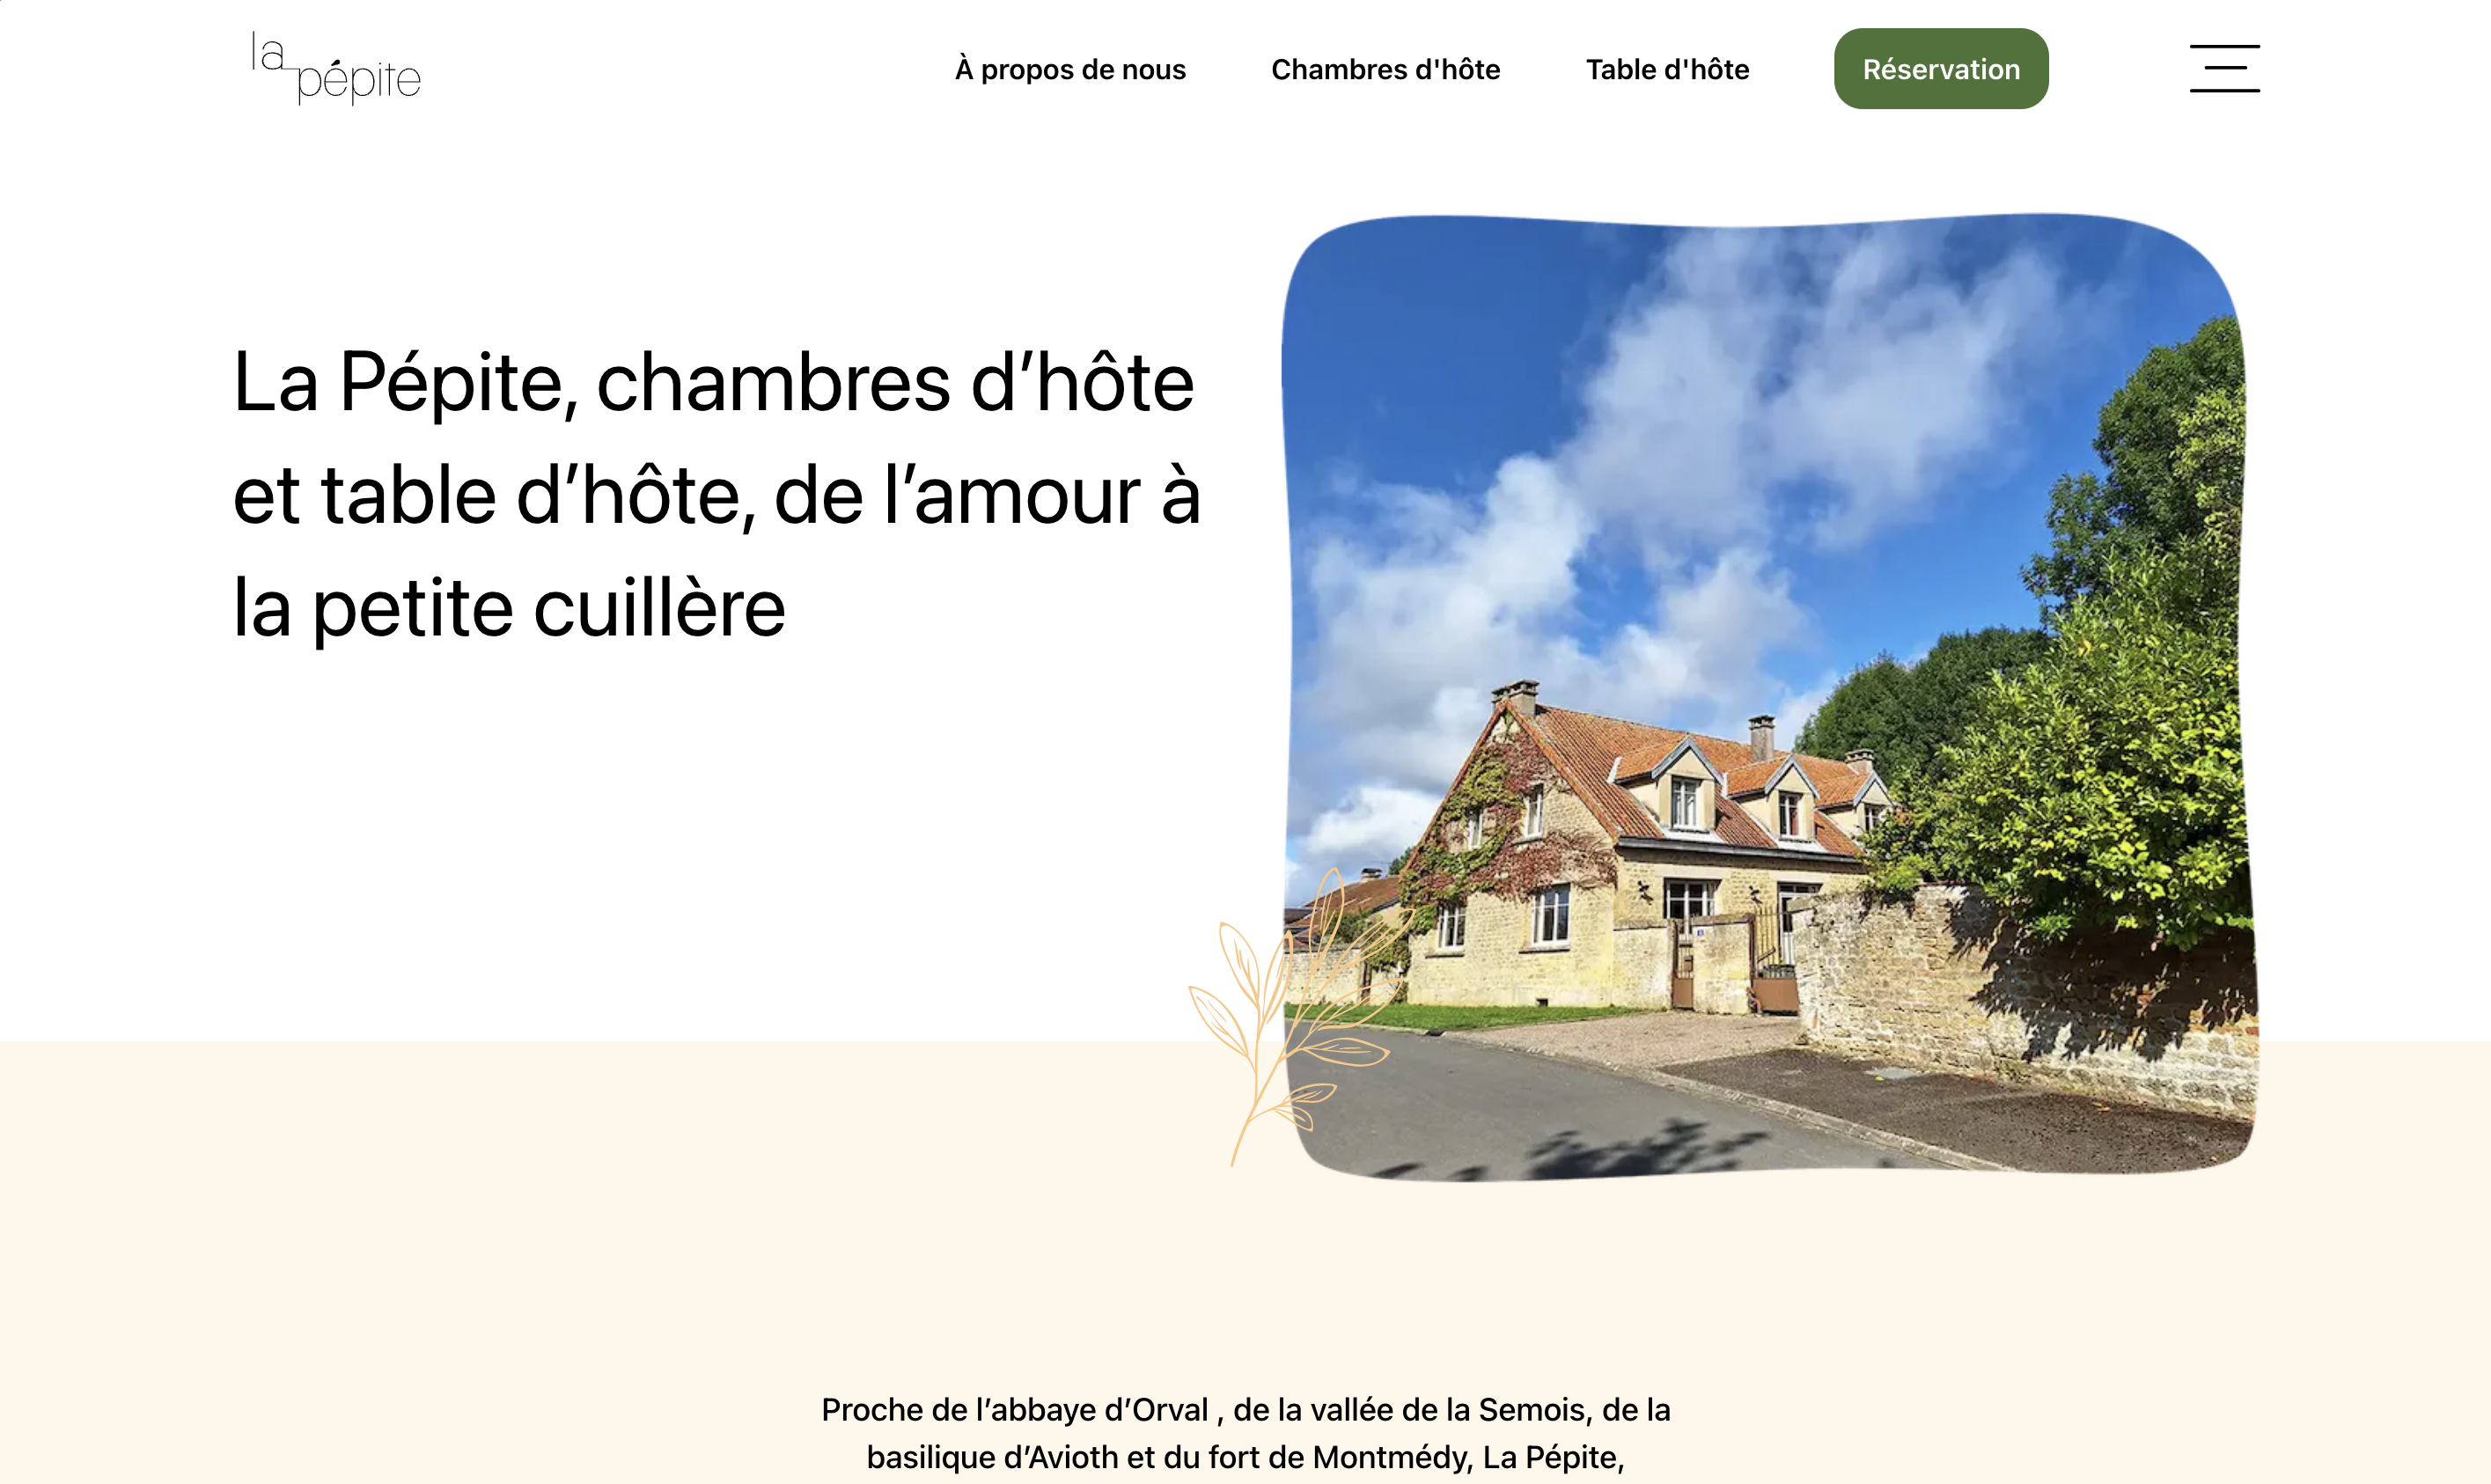 la
pépite
À propos de nous
Chambres d'hôte
Table d'hôte
Réservation
La Pépite, chambres d’hôte
et table d’hôte, de l’amour à
la petite cuillère
Proche de l’abbaye d’Orval , de la vallée de la Semois, de la
basilique d’Avioth et du fort de Montmédy, La Pépite,